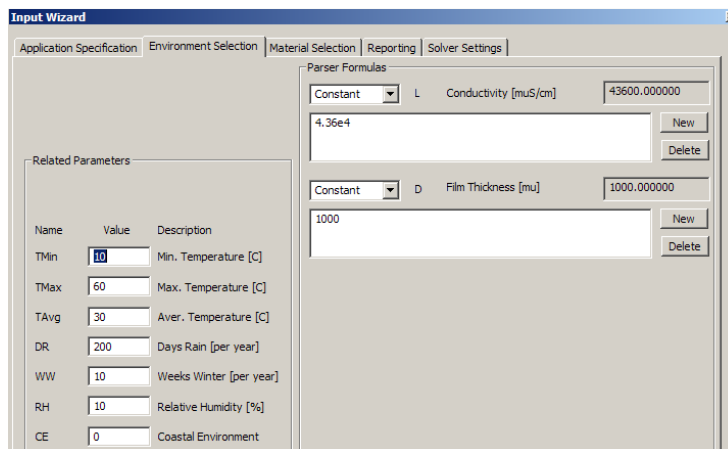 Input Wizard
Application Specification Environment Selection Material Selection Reporting Solver Settings
Parser Formulas
Constant L Conductivity [muS/cm] 43600.000000
4.36e4
New
Delete
Constant D Film Thickness [mu] 1000.000000
1000
New
Delete
Related Parameters
Name Value Description
TMin 10 Min. Temperature [C]
TMax 60 Max. Temperature [C]
TAvg 30 Aver. Temperature [C]
DR 200 Days Rain [per year]
WW 10 Weeks Winter [per year]
RH 10 Relative Humidity [%]
CE 0 Coastal Environment